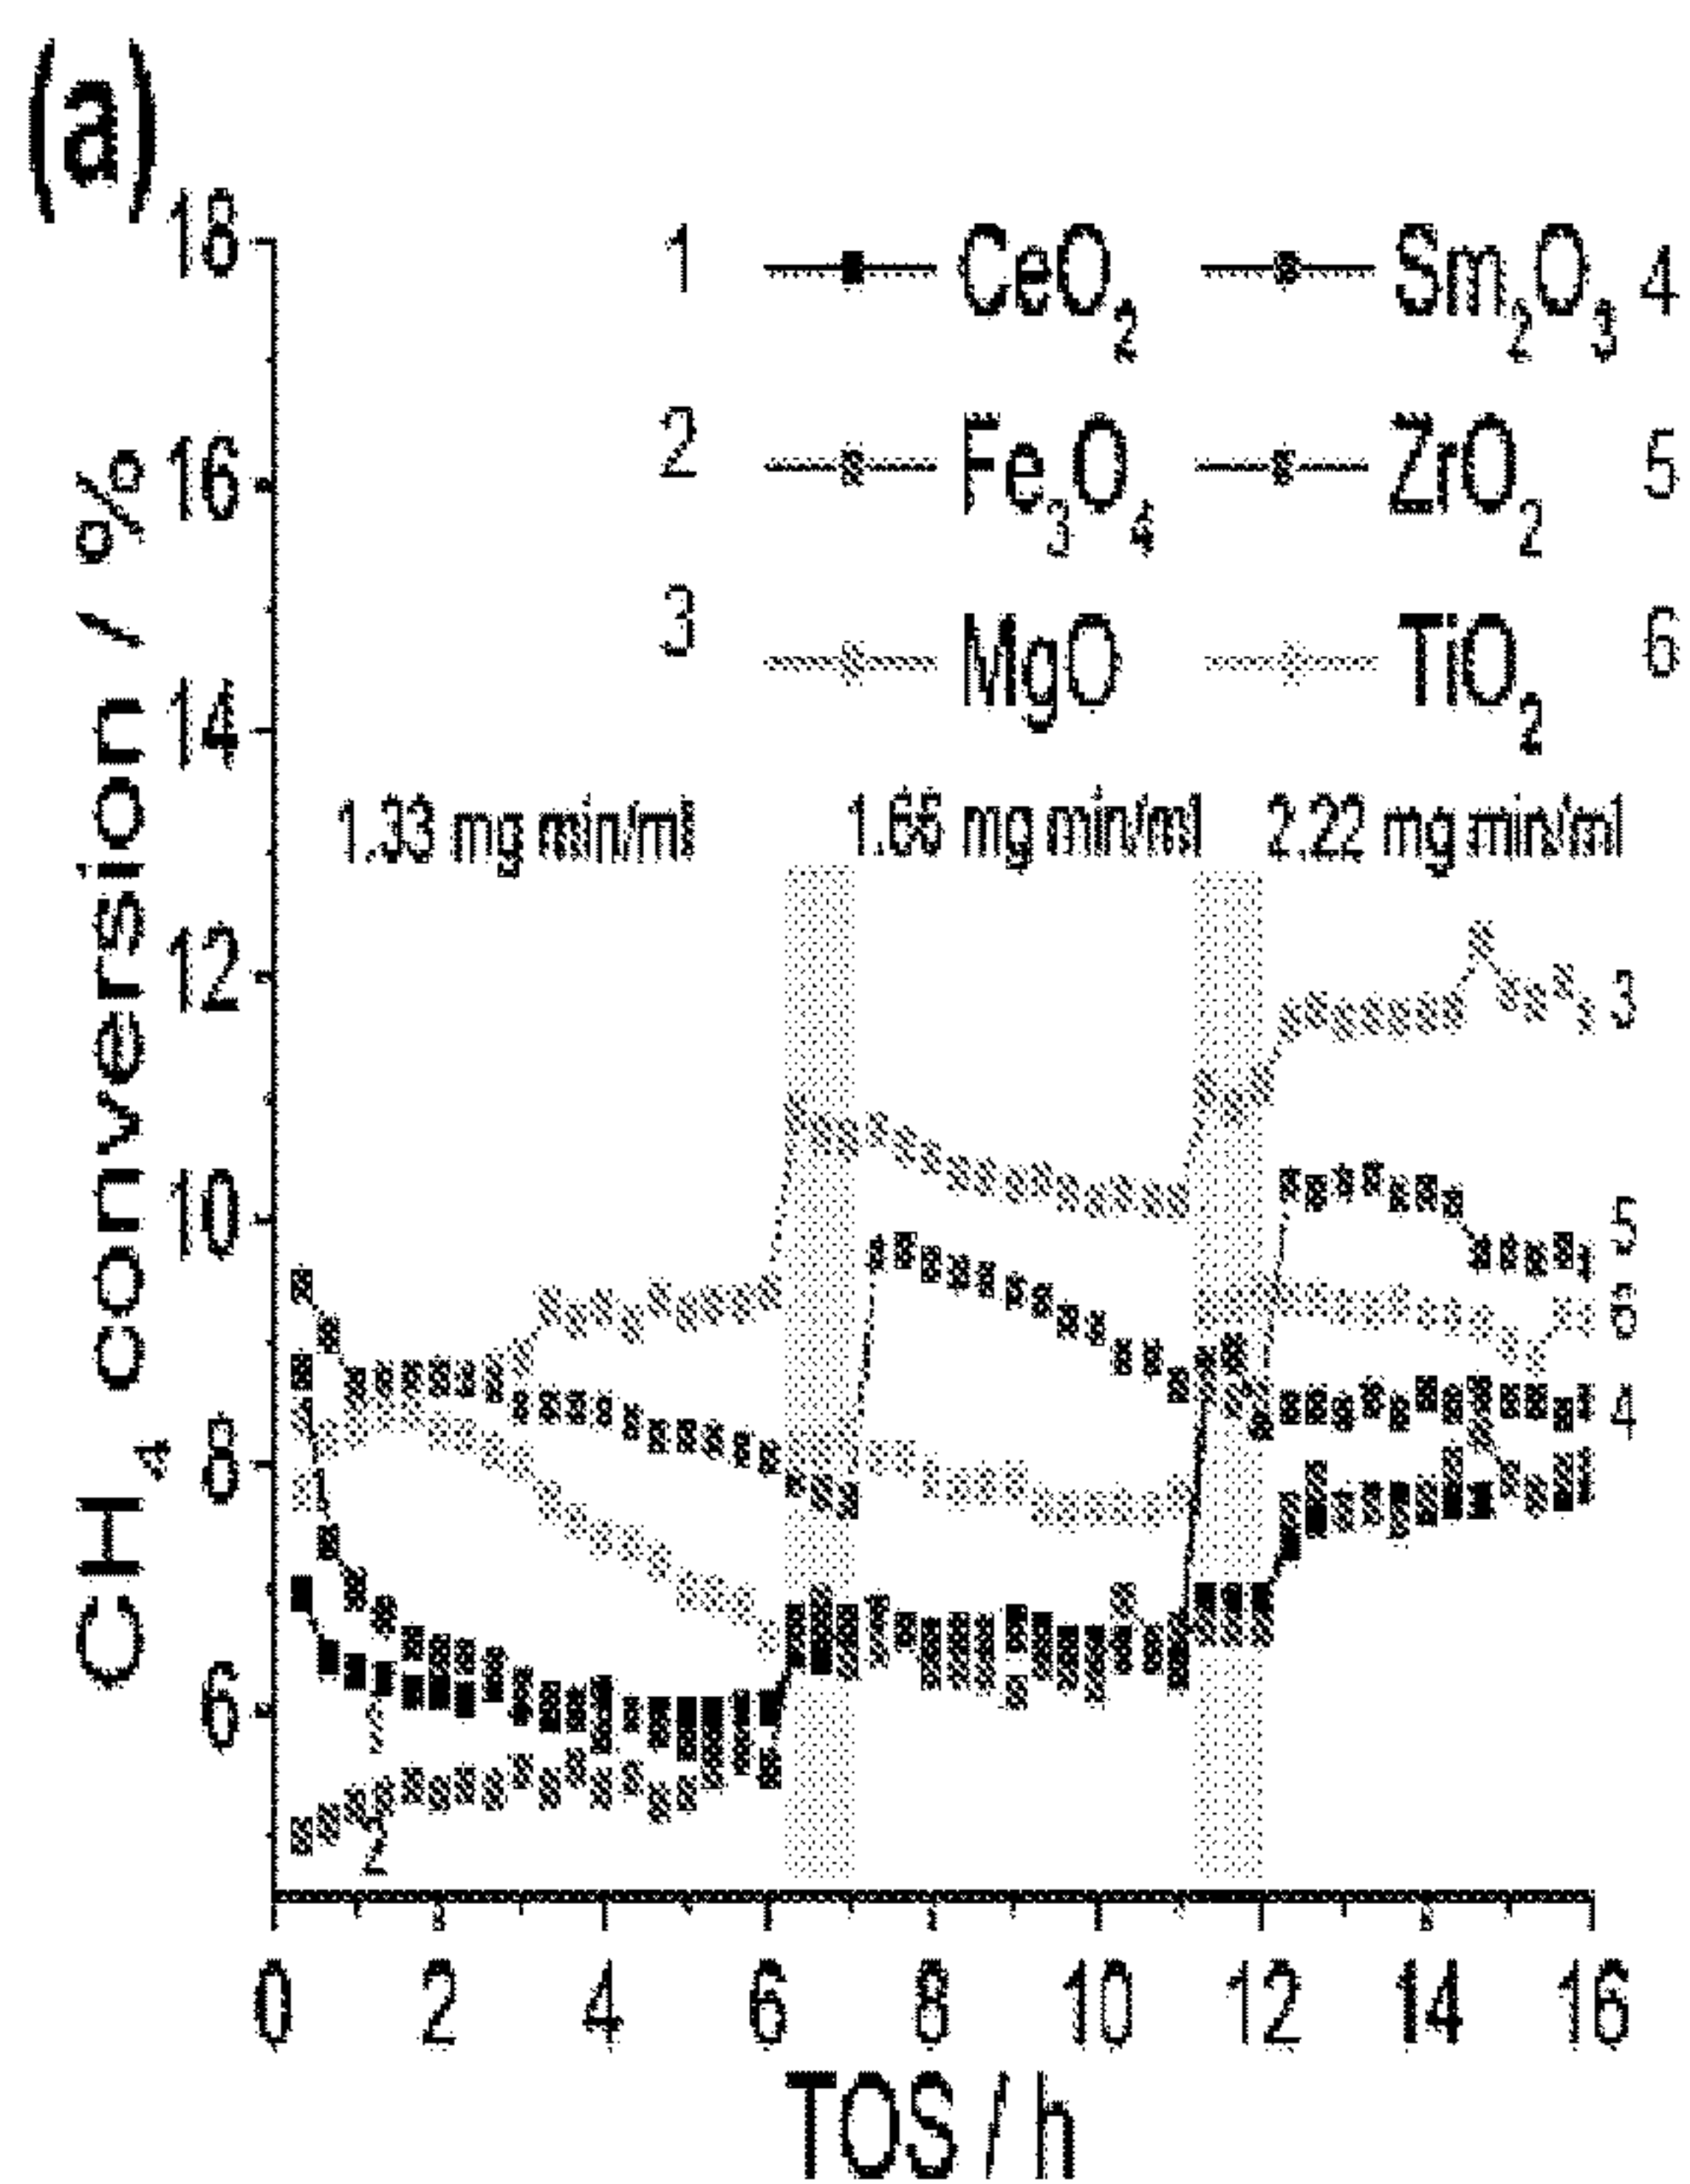 (a)
CH4 conversion / %
18
16
14
12
10
8
6
1 CeO2 Sm2O3 4
2 Fe3O4 ZrO2 5
3 MgO TiO2 6
1.33 mg min/ml 1.65 mg min/ml 2.22 mg min/ml
3
5
6
4
2
0 2 4 6 8 10 12 14 16
TOS / h